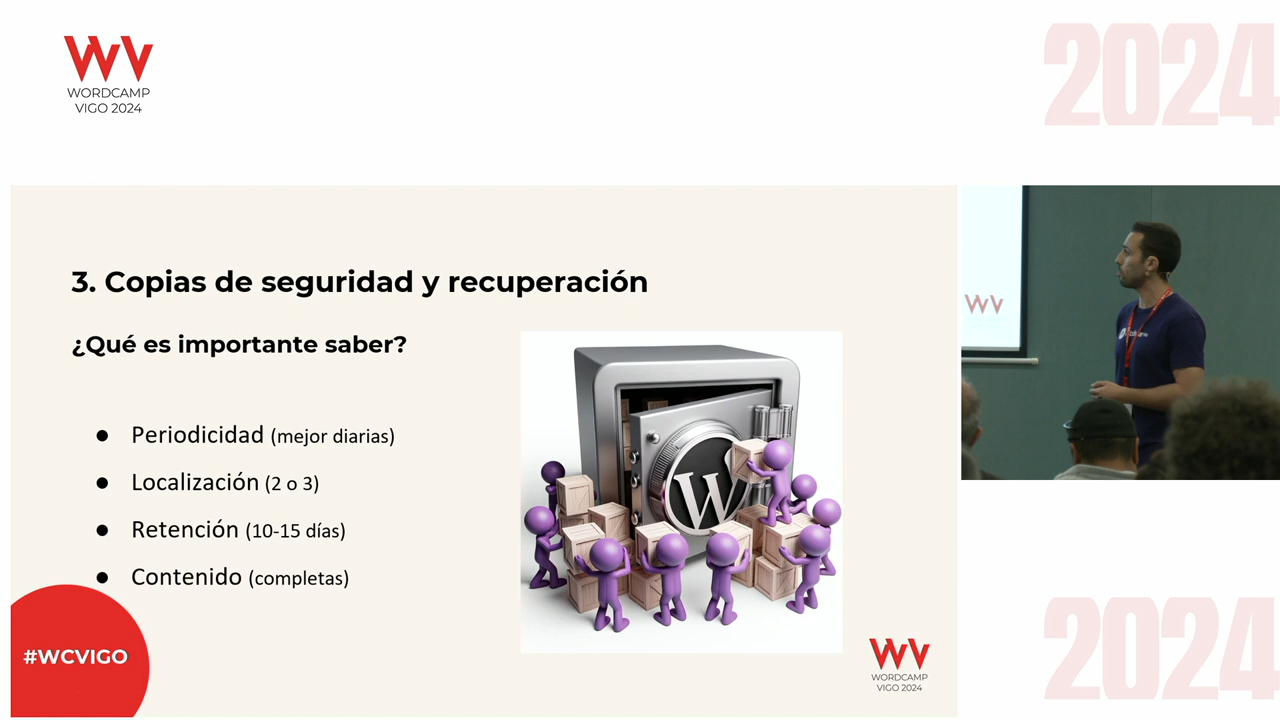 WORDCAMP
VIGO 2024
2024
3. Copias de seguridad y recuperación
¿Qué es importante saber?
● Periodicidad (mejor diarias)
● Localización (2 o 3)
● Retención (10-15 días)
● Contenido (completas)
#WCVIGO
WORDCAMP
VIGO 2024
2024